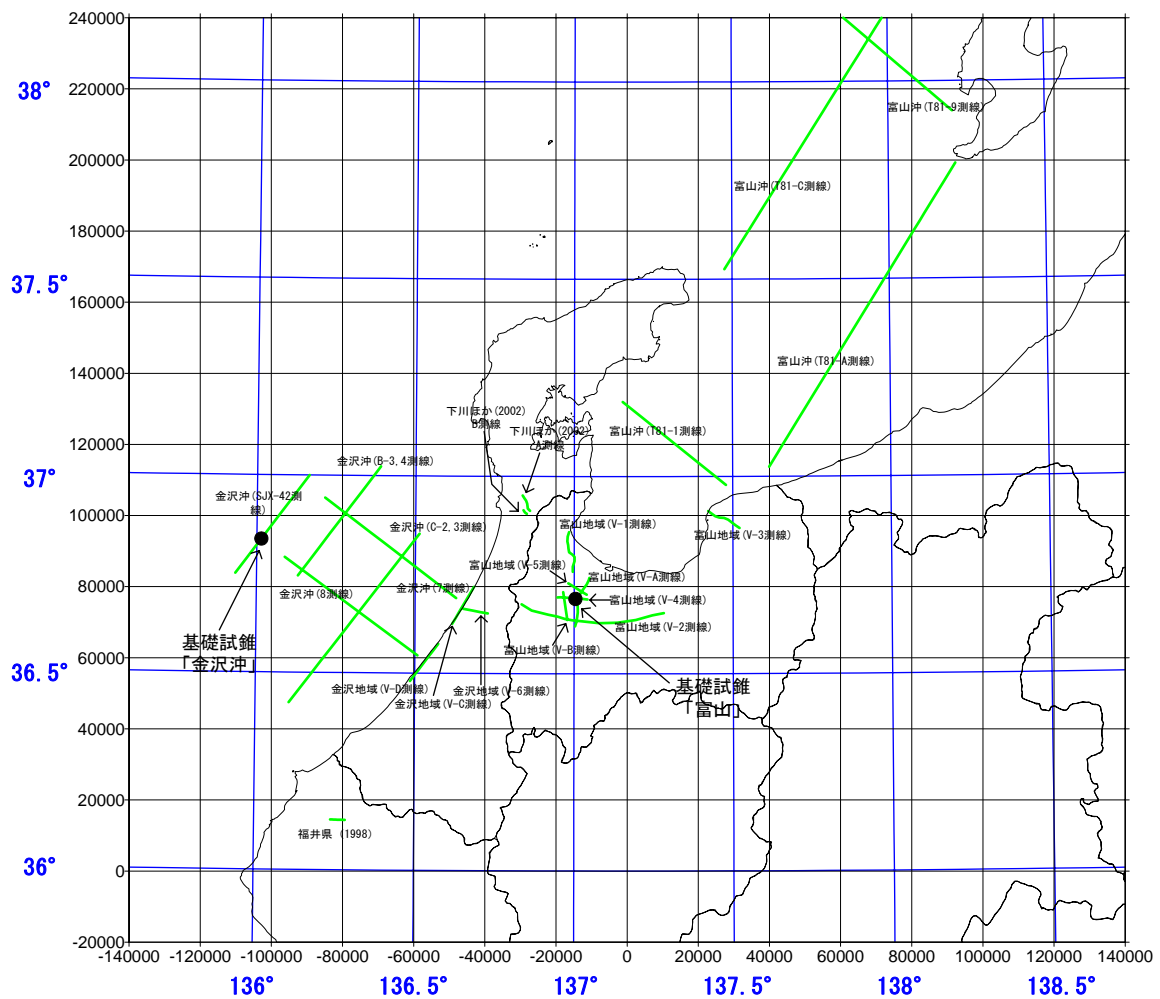 240000
38°
220000
富山沖(T81-9測線)
200000
富山沖(T81-C測線)
180000
37.5°
160000
富山沖(T81-A測線)
140000
下川ほか(2002)
B測線
下川ほか(2002)
A測線
富山沖(T81-1測線)
120000
37°
金沢沖(B-3,4測線)
金沢沖(SJX-42測
線)
100000
金沢沖(C-2,3測線)
富山地域(V-1測線)
富山地域(V-3測線)
富山地域(V-5測線)
富山地域(V-A測線)
80000
金沢沖(8測線)
金沢沖(7測線)
富山地域(V-4測線)
富山地域(V-2測線)
基礎試錐
「金沢沖」
富山地域(V-B測線)
60000
36.5°
金沢地域(V-D測線)
金沢地域(V-6測線)
金沢地域(V-C測線)
基礎試錐
「富山」
40000
20000
福井県 (1998)
36°
0
-20000
-140000 -120000 -100000 -80000 -60000 -40000 -20000 0 20000 40000 60000 80000 100000 120000 140000
136° 136.5° 137° 137.5° 138° 138.5°